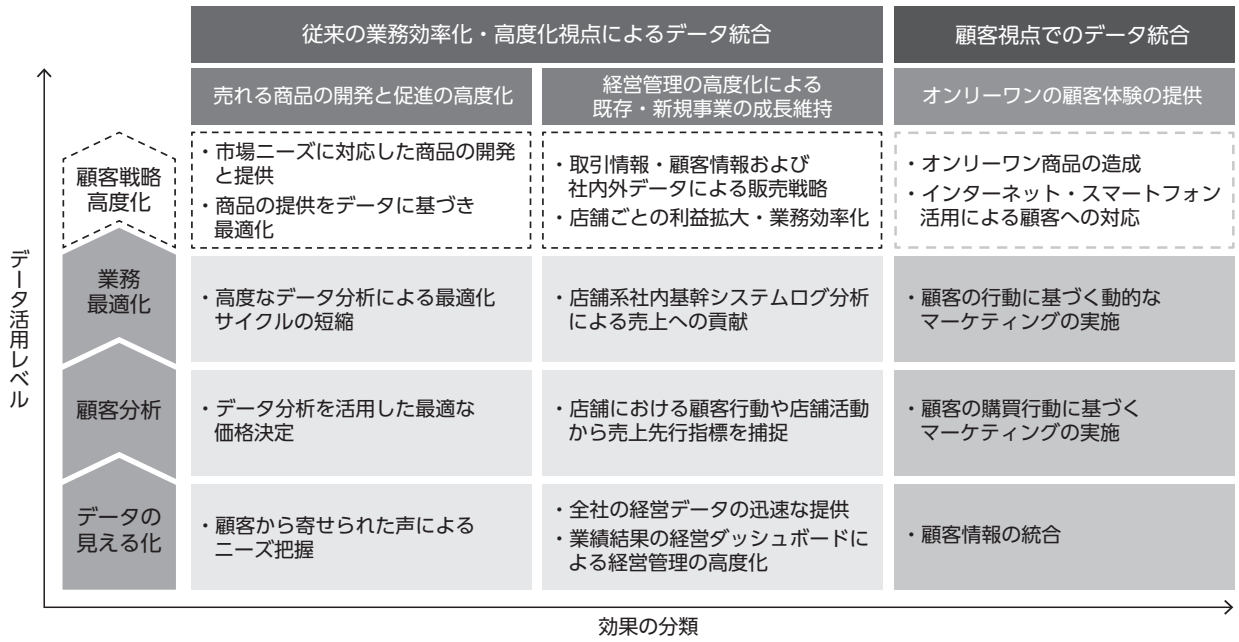 従来の業務効率化・高度化視点によるデータ統合
顧客視点でのデータ統合
売れる商品の開発と促進の高度化
経営管理の高度化による
既存・新規事業の成長維持
オンリーワンの顧客体験の提供
データ活用レベル
顧客戦略
高度化
・市場ニーズに対応した商品の開発
と提供
・商品の提供をデータに基づき
最適化
・取引情報・顧客情報および
社内外データによる販売戦略
・店舗ごとの利益拡大・業務効率化
・オンリーワン商品の造成
・インターネット・スマートフォン
活用による顧客への対応
業務
最適化
・高度なデータ分析による最適化
サイクルの短縮
・店舗系社内基幹システムログ分析
による売上への貢献
・顧客の行動に基づく動的な
マーケティングの実施
顧客分析
・データ分析を活用した最適な
価格決定
・店舗における顧客行動や店舗活動
から売上先行指標を捕捉
・顧客の購買行動に基づく
マーケティングの実施
データの
見える化
・顧客から寄せられた声による
ニーズ把握
・全社の経営データの迅速な提供
・業績結果の経営ダッシュボードに
よる経営管理の高度化
・顧客情報の統合
効果の分類